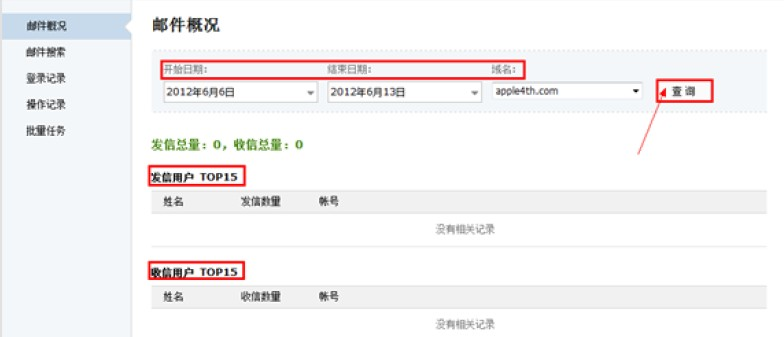 邮件概况
邮件搜索
登录记录
操作记录
批量任务
邮件概况
开始日期: 结束日期: 域名:
2012年6月6日 2012年6月13日 apple4th.com 查 询
发信总量: 0, 收信总量: 0
发信用户 TOP15
姓名 发信数量 帐号
没有相关记录
收信用户 TOP15
姓名 收信数量 帐号
没有相关记录